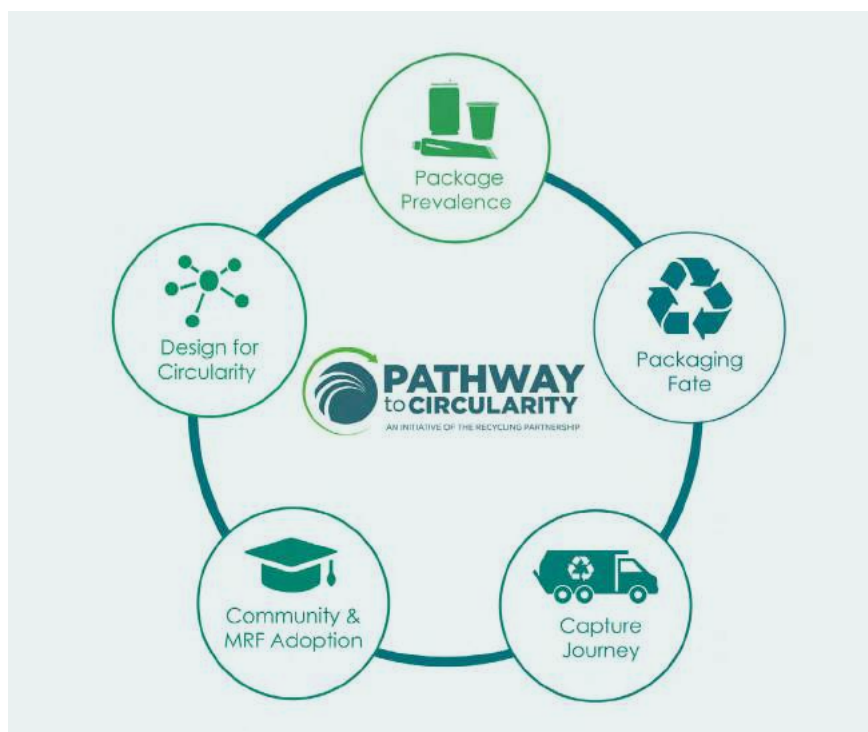 Package
Prevalence
Design for
Circularity
Packaging
Fate
PATHWAY
to CIRCULARITY
AN INITIATIVE OF THE RECYCLING PARTNERSHIP
Community &
MRF Adoption
Capture
Journey